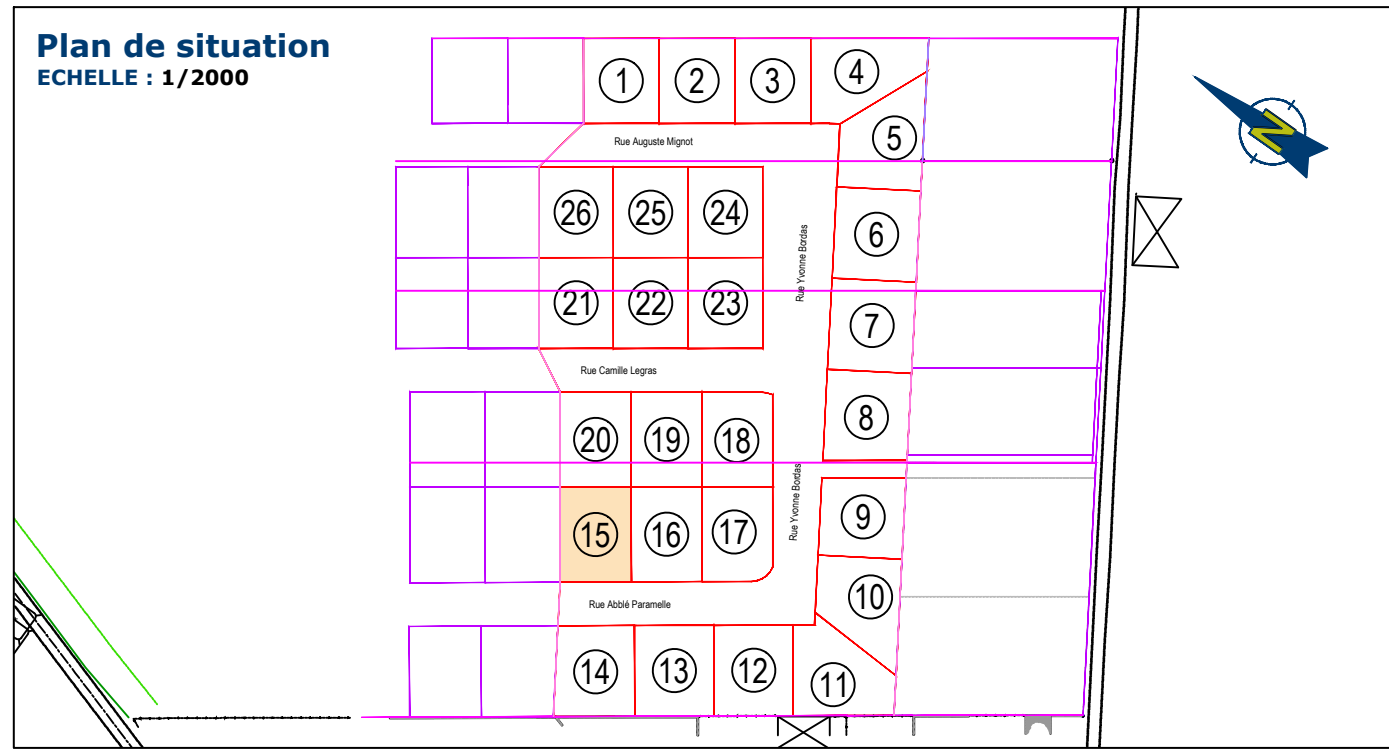 Plan de situation
ECHELLE : 1/2000
N
1 2 3 4
5
Rue Auguste Mignot
26 25 24
6
Rue Yvonne Bordas
21 22 23
7
Rue Camille Legras
8
20 19 18
Rue Yvonne Bordas
15 16 17
9
Rue Abblé Paramelle
10
14 13 12 11